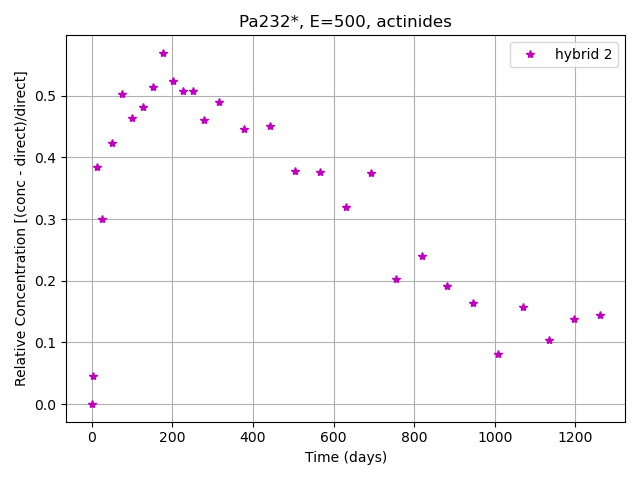 Pa232*, E=500, actinides
hybrid 2
Relative Concentration [(conc - direct)/direct]
0.5
0.4
0.3
0.2
0.1
0.0
0 200 400 600 800 1000 1200
Time (days)